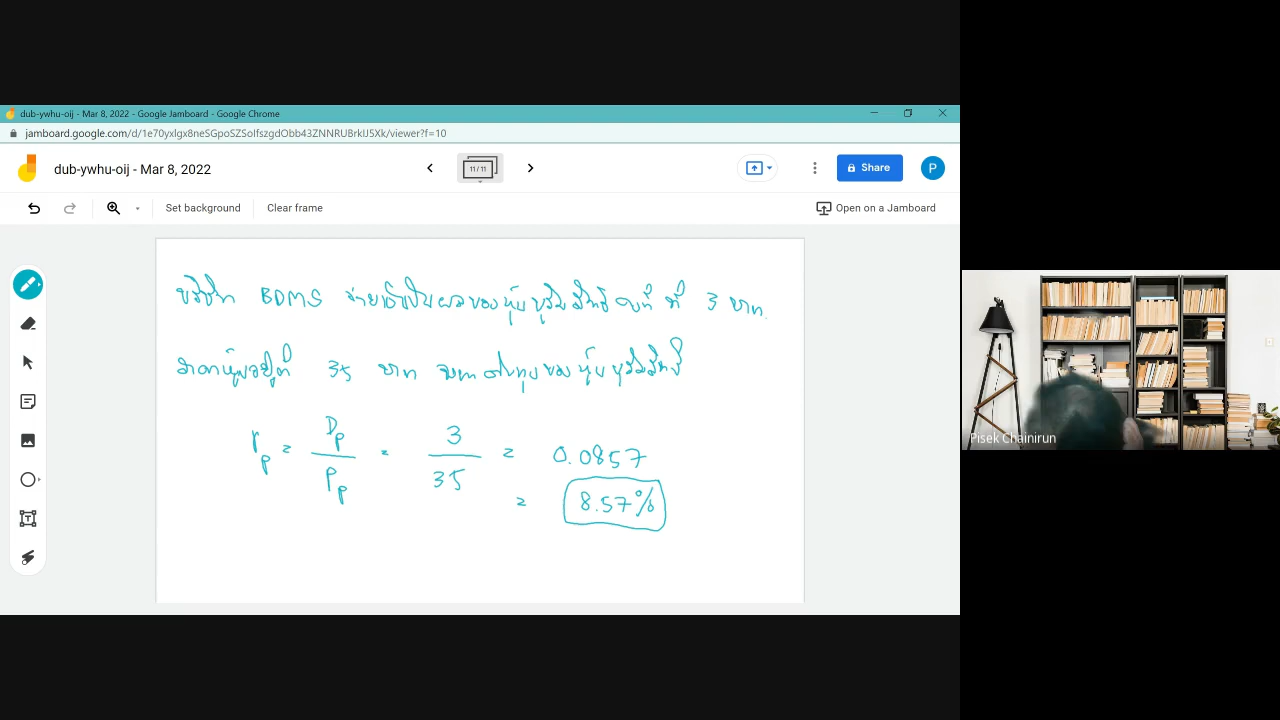 dub-ywhu-oij - Mar 8, 2022 - Google Jamboard - Google Chrome
jamboard.google.com/d/1e70yxlgx8neSGpoSZSoIfszgdObb43ZNNRUBrkIJ5Xk/viewer?f=10
dub-ywhu-oij - Mar 8, 2022
11 / 11
Share
P
Set background
Clear frame
Open on a Jamboard
บริษัท BDMS จ่ายเงินปันผลของหุ้นบุริมสิทธิ คงที่ ที่ 3 บาท
ราคาหุ้นอยู่ที่ 35 บาท จงหาต้นทุนของหุ้นบุริมสิทธิ
r_p = D_p / P_p = 3 / 35 = 0.0857
= 8.57%
Pisek Chainirun